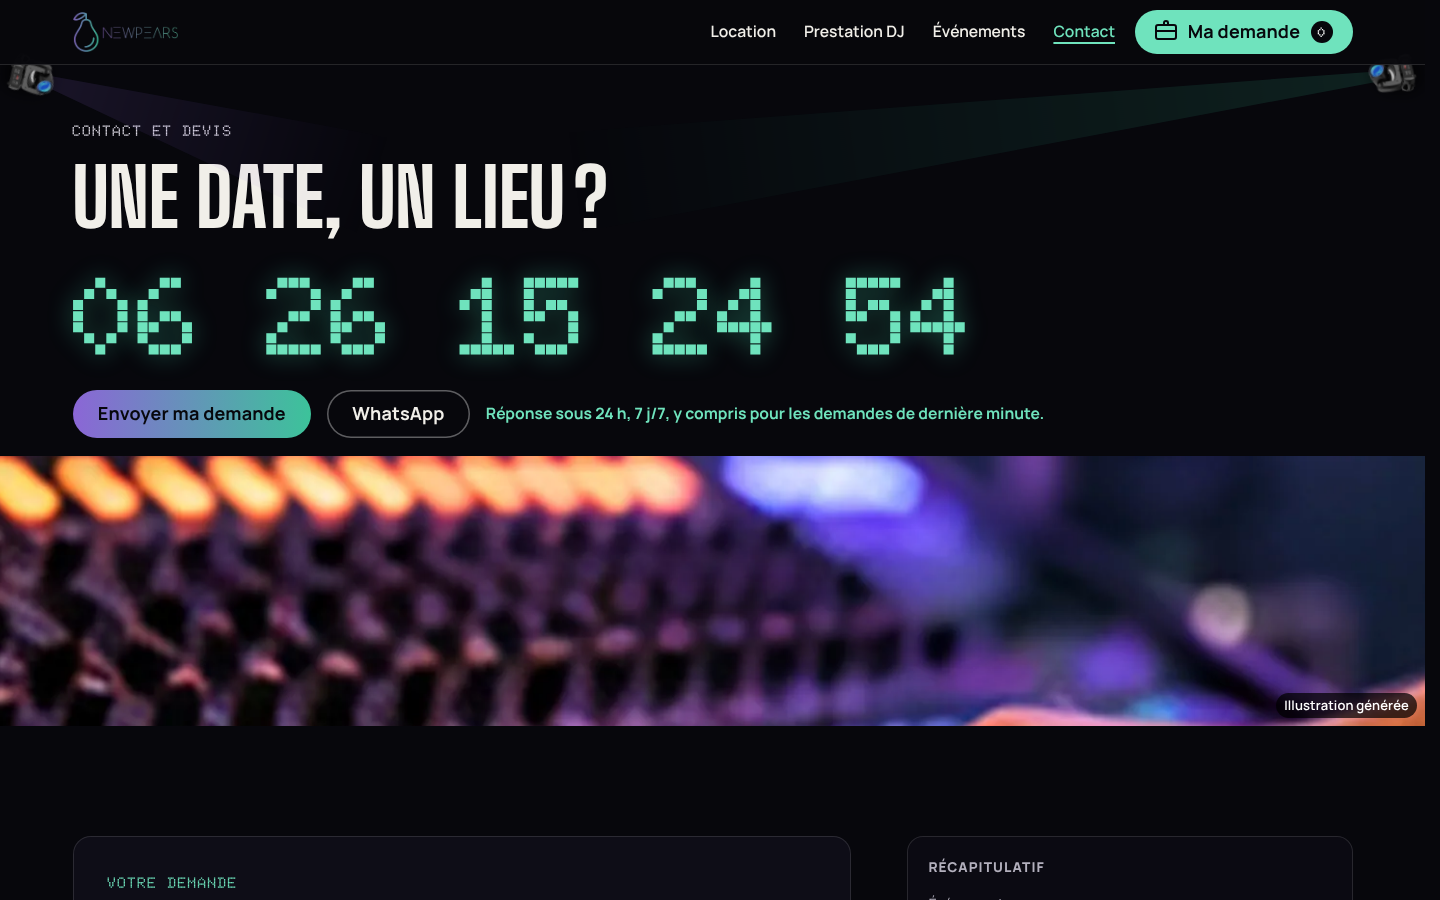 NEWPEARS
Location
Prestation DJ
Événements
Contact
Ma demande
0
CONTACT ET DEVIS
UNE DATE, UN LIEU ?
06 26 15 24 54
Envoyer ma demande
WhatsApp
Réponse sous 24 h, 7 j/7, y compris pour les demandes de dernière minute.
Illustration générée
VOTRE DEMANDE
RÉCAPITULATIF